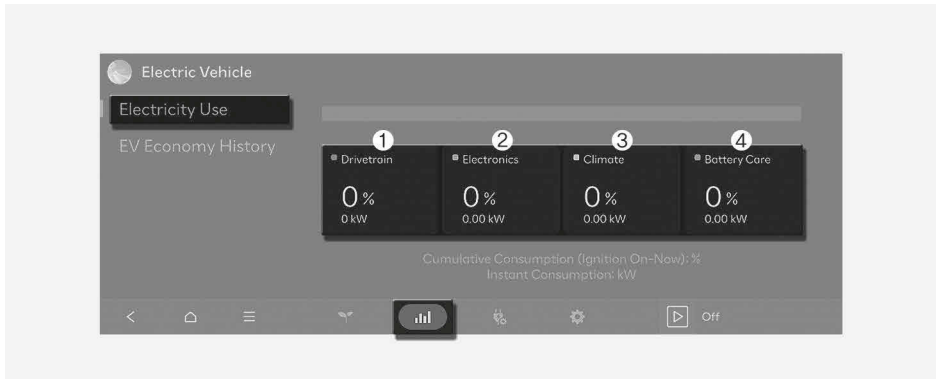 Electric Vehicle
Electricity Use
EV Economy History
1 2 3 4
Drivetrain Electronics Climate Battery Care
0 % 0 % 0 % 0 %
0 kW 0.00 kW 0.00 kW 0.00 kW
Cumulative Consumption (Ignition On-Now): %
Instant Consumption: kW
Off